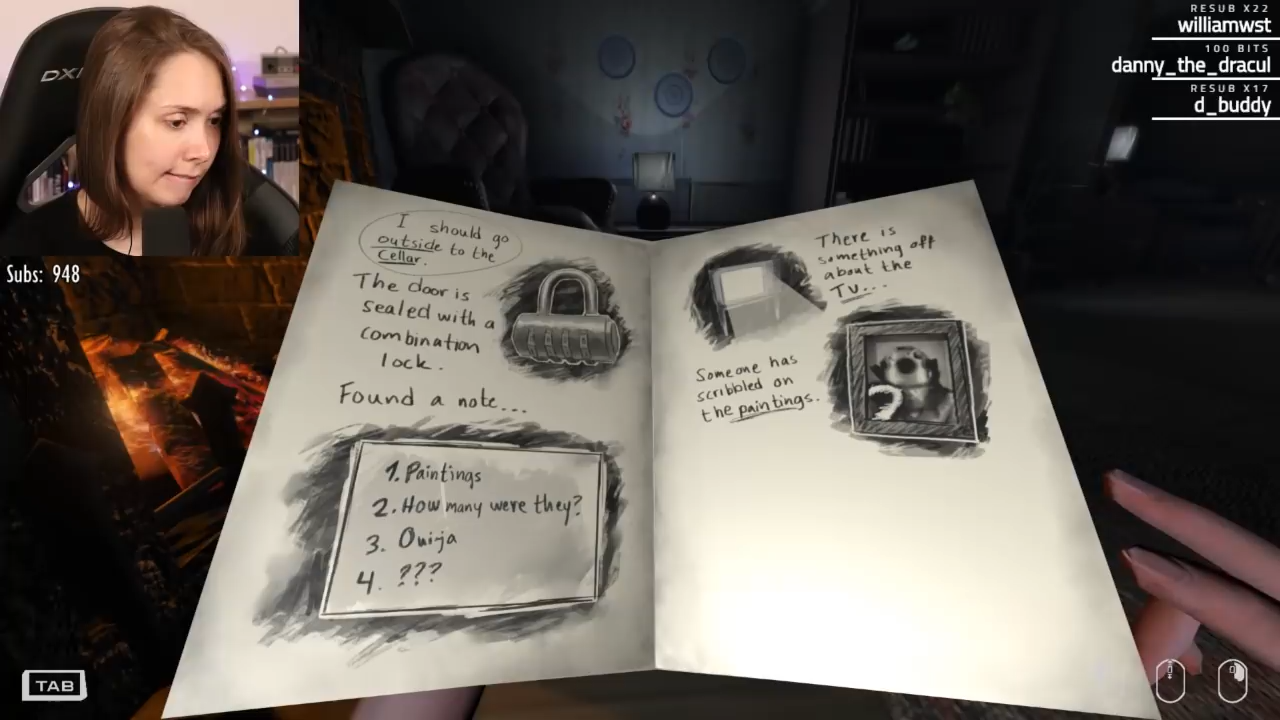 RESUB X22
williamwst
100 BITS
danny_the_dracul
RESUB X17
d_buddy
DXR
Subs: 948
I should go
outside to the
Cellar.
The door is
sealed with a
combination
lock.
Found a note...
1. Paintings
2. How many were they?
3. Ouija
4. ???
There is
something off
about the
TV...
Someone has
scribbled on
the paintings.
TAB